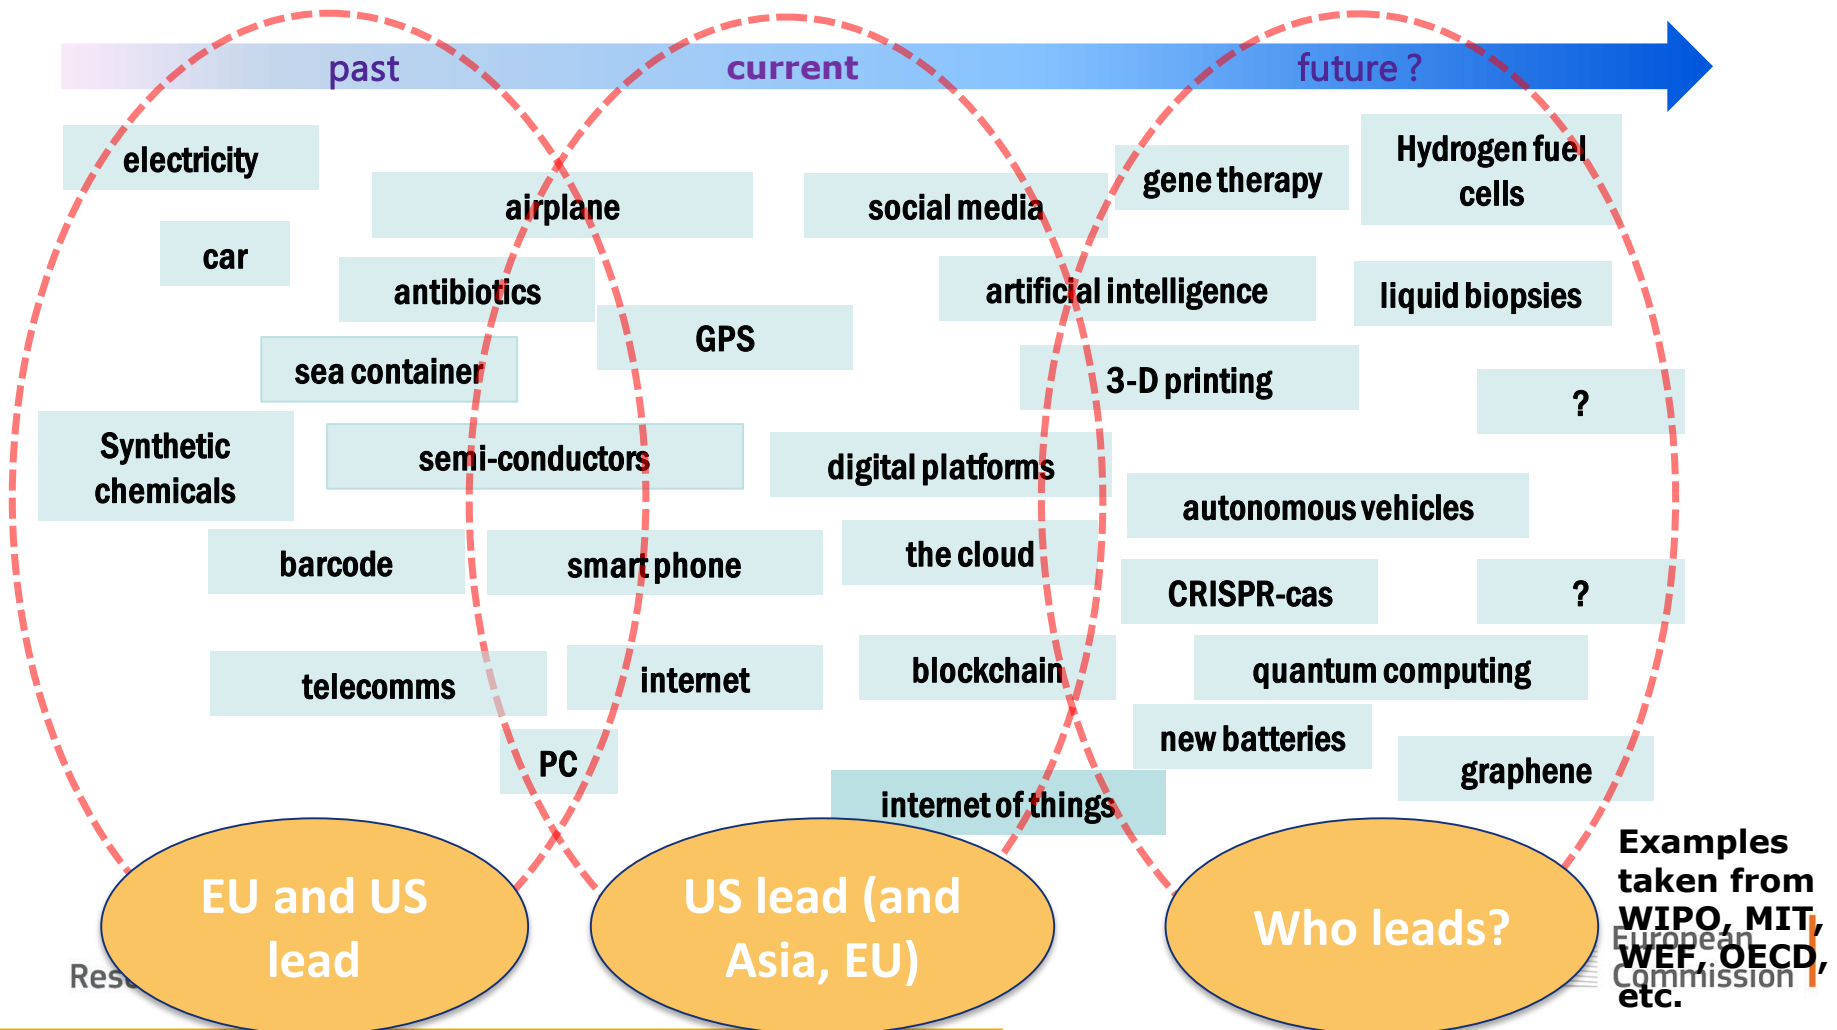 past
current
future ?
electricity
airplane
social media
gene therapy
Hydrogen fuel
cells
car
antibiotics
GPS
artificial intelligence
liquid biopsies
sea container
3-D printing
?
Synthetic
chemicals
semi-conductors
digital platforms
autonomous vehicles
barcode
smart phone
the cloud
CRISPR-cas
?
telecomms
internet
blockchain
quantum computing
PC
new batteries
graphene
internet of things
EU and US
lead
US lead (and
Asia, EU)
Who leads?
Examples
taken from
WIPO, MIT,
WEF, OECD,
etc.
European
Commission